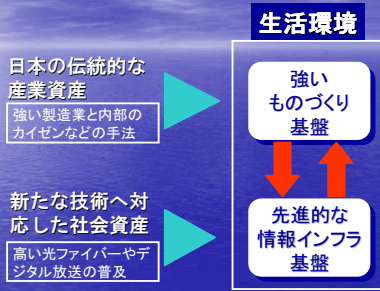 生活環境
日本の伝統的な
産業資産
強い製造業と内部の
カイゼンなどの手法
強い
ものづくり
基盤
新たな技術へ対
応した社会資産
高い光ファイバーやデ
ジタル放送の普及
先進的な
情報インフラ
基盤